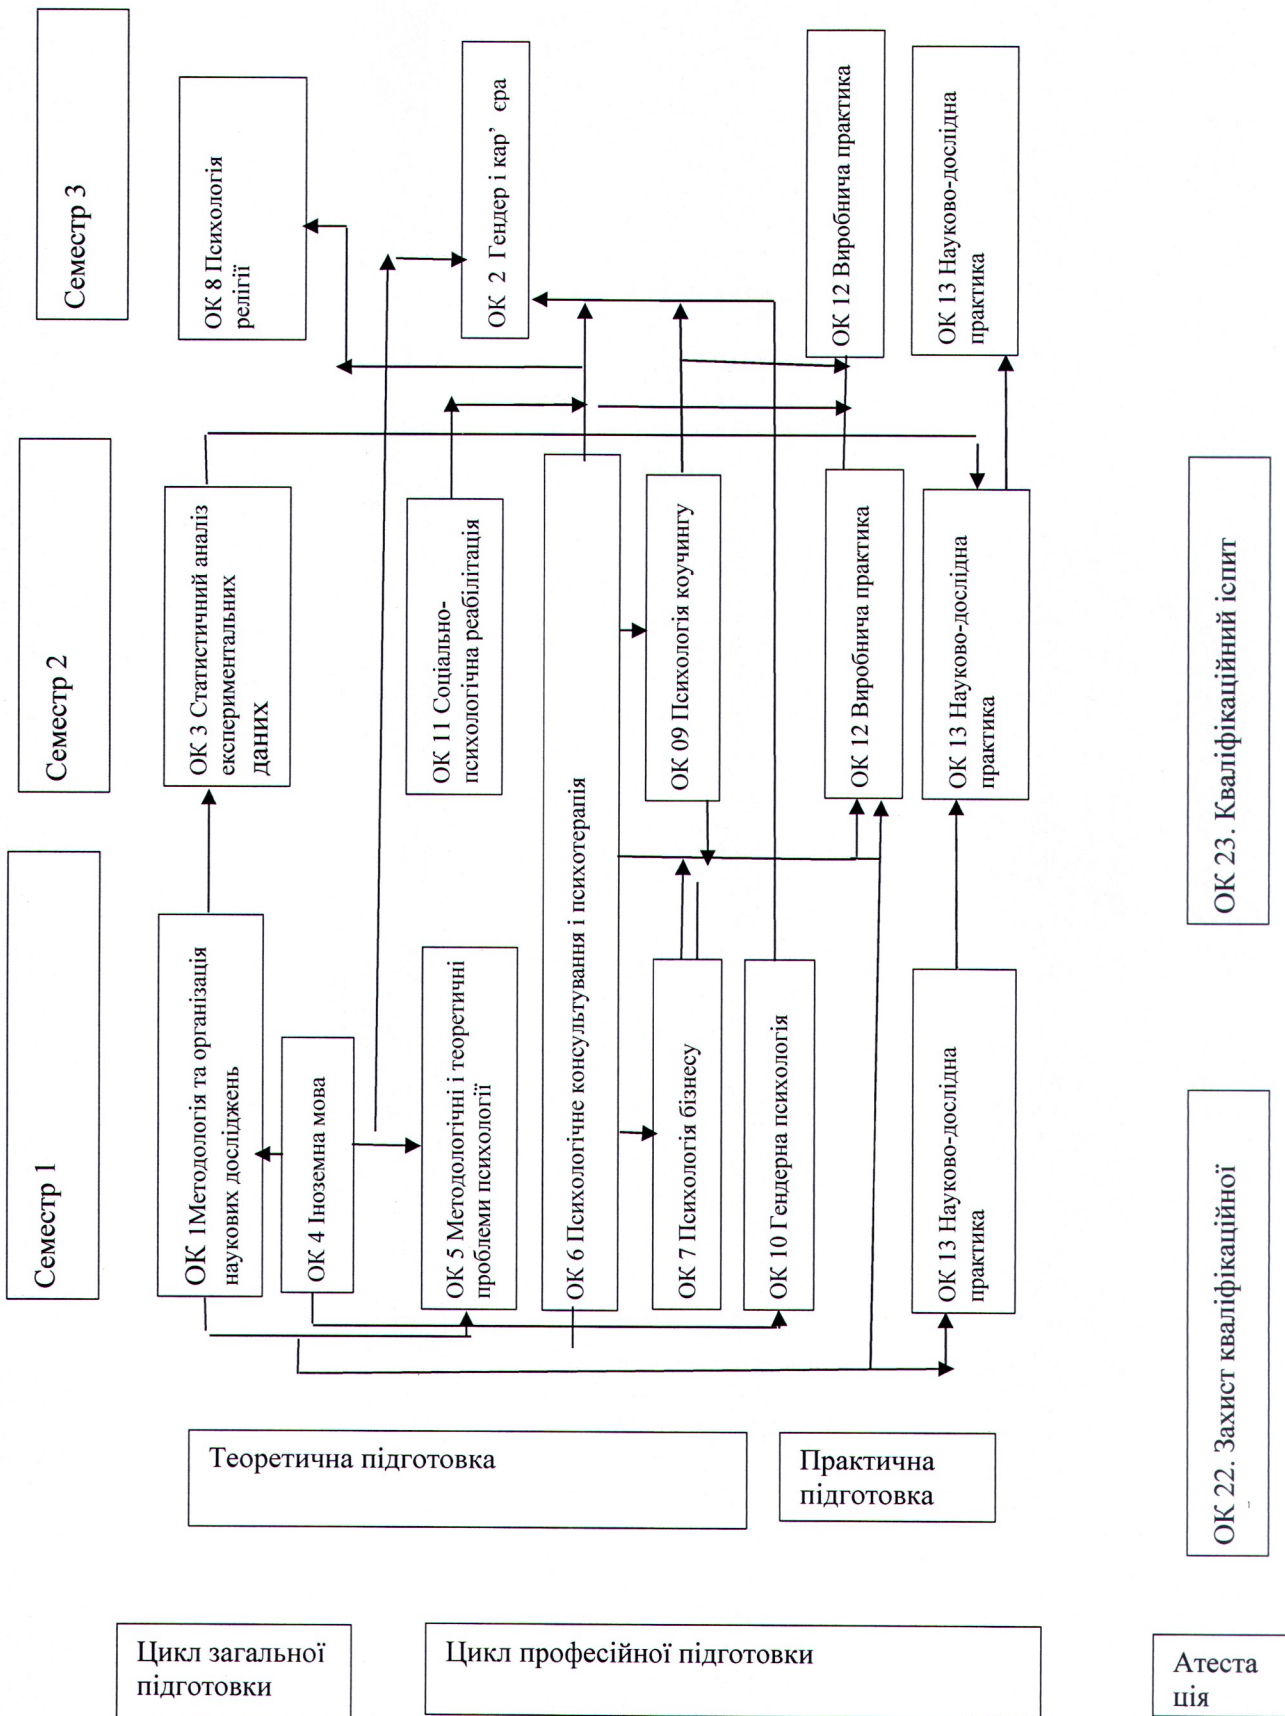 Семестр 1
Семестр 2
Семестр 3
ОК 1Методологія та організація
наукових досліджень
ОК 3 Статистичний аналіз
експериментальних
даних
ОК 8 Психологія
релігії
ОК 4 Іноземна мова
ОК 5 Методологічні і теоретичні
проблеми психології
ОК 11 Соціально-
психологічна реабілітація
ОК 2 Гендер і кар’ єра
ОК 6 Психологічне консультування і психотерапія
ОК 7 Психологія бізнесу
ОК 09 Психологія коучингу
ОК 10 Гендерна психологія
ОК 12 Виробнича практика
ОК 12 Виробнича практика
ОК 13 Науково-дослідна
практика
ОК 13 Науково-дослідна
практика
ОК 13 Науково-дослідна
практика
ОК 22. Захист кваліфікаційної
ОК 23. Кваліфікаційний іспит
Теоретична підготовка
Практична
підготовка
Цикл загальної
підготовки
Цикл професійної підготовки
Атеста
ція